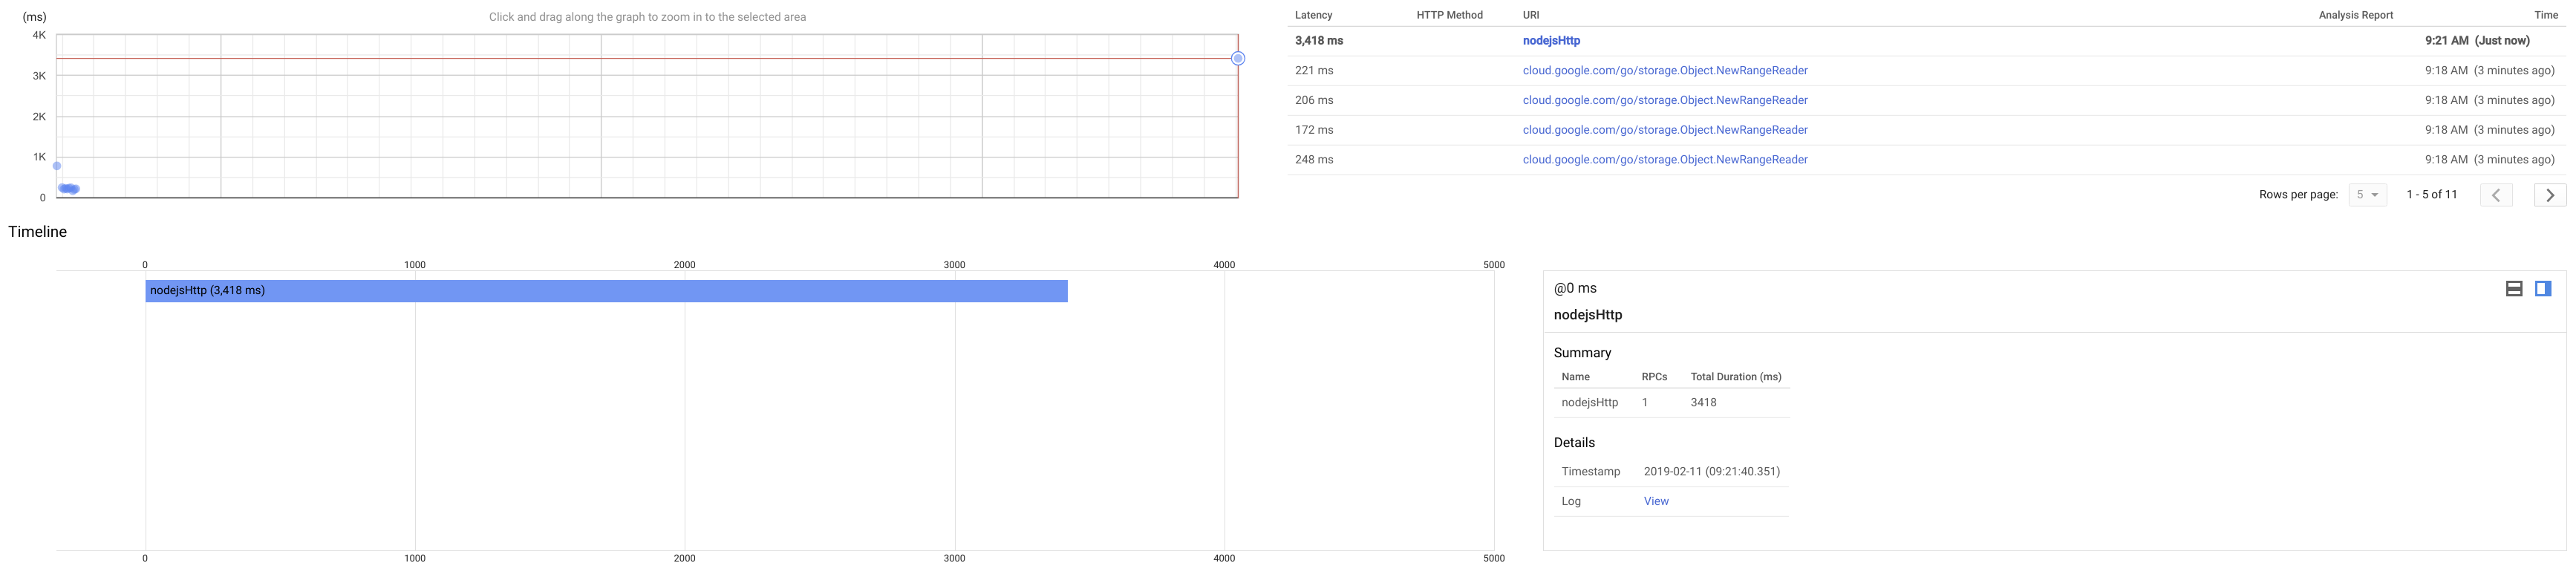 (ms)
Click and drag along the graph to zoom in to the selected area
4K
3K
2K
1K
0
Latency HTTP Method URI Analysis Report Time
3,418 ms nodejsHttp 9:21 AM (Just now)
221 ms cloud.google.com/go/storage.Object.NewRangeReader 9:18 AM (3 minutes ago)
206 ms cloud.google.com/go/storage.Object.NewRangeReader 9:18 AM (3 minutes ago)
172 ms cloud.google.com/go/storage.Object.NewRangeReader 9:18 AM (3 minutes ago)
248 ms cloud.google.com/go/storage.Object.NewRangeReader 9:18 AM (3 minutes ago)
Rows per page: 5 1 - 5 of 11
Timeline
0 1000 2000 3000 4000 5000
nodejsHttp (3,418 ms)
0 1000 2000 3000 4000 5000
@0 ms
nodejsHttp
Summary
Name RPCs Total Duration (ms)
nodejsHttp 1 3418
Details
Timestamp 2019-02-11 (09:21:40.351)
Log View